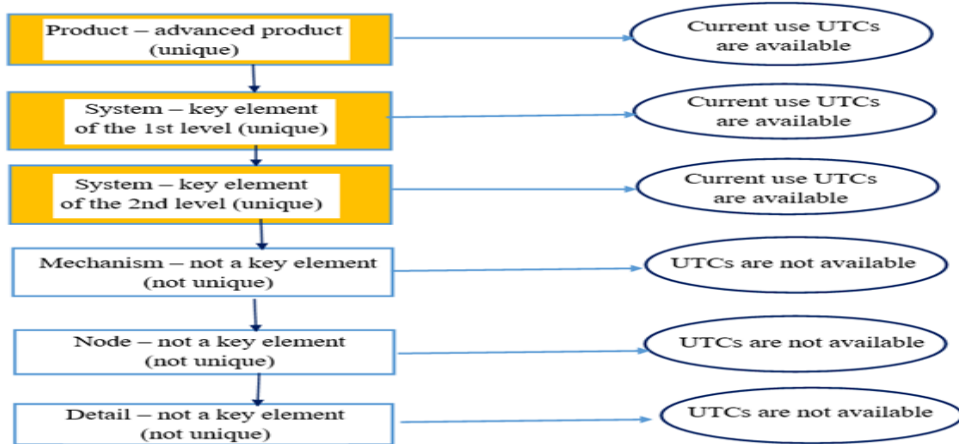 Product – advanced product
(unique)
Current use UTCs
are available
System – key element
of the 1st level (unique)
Current use UTCs
are available
System – key element
of the 2nd level (unique)
Current use UTCs
are available
Mechanism – not a key element
(not unique)
UTCs are not available
Node – not a key element
(not unique)
UTCs are not available
Detail – not a key element
(not unique)
UTCs are not available